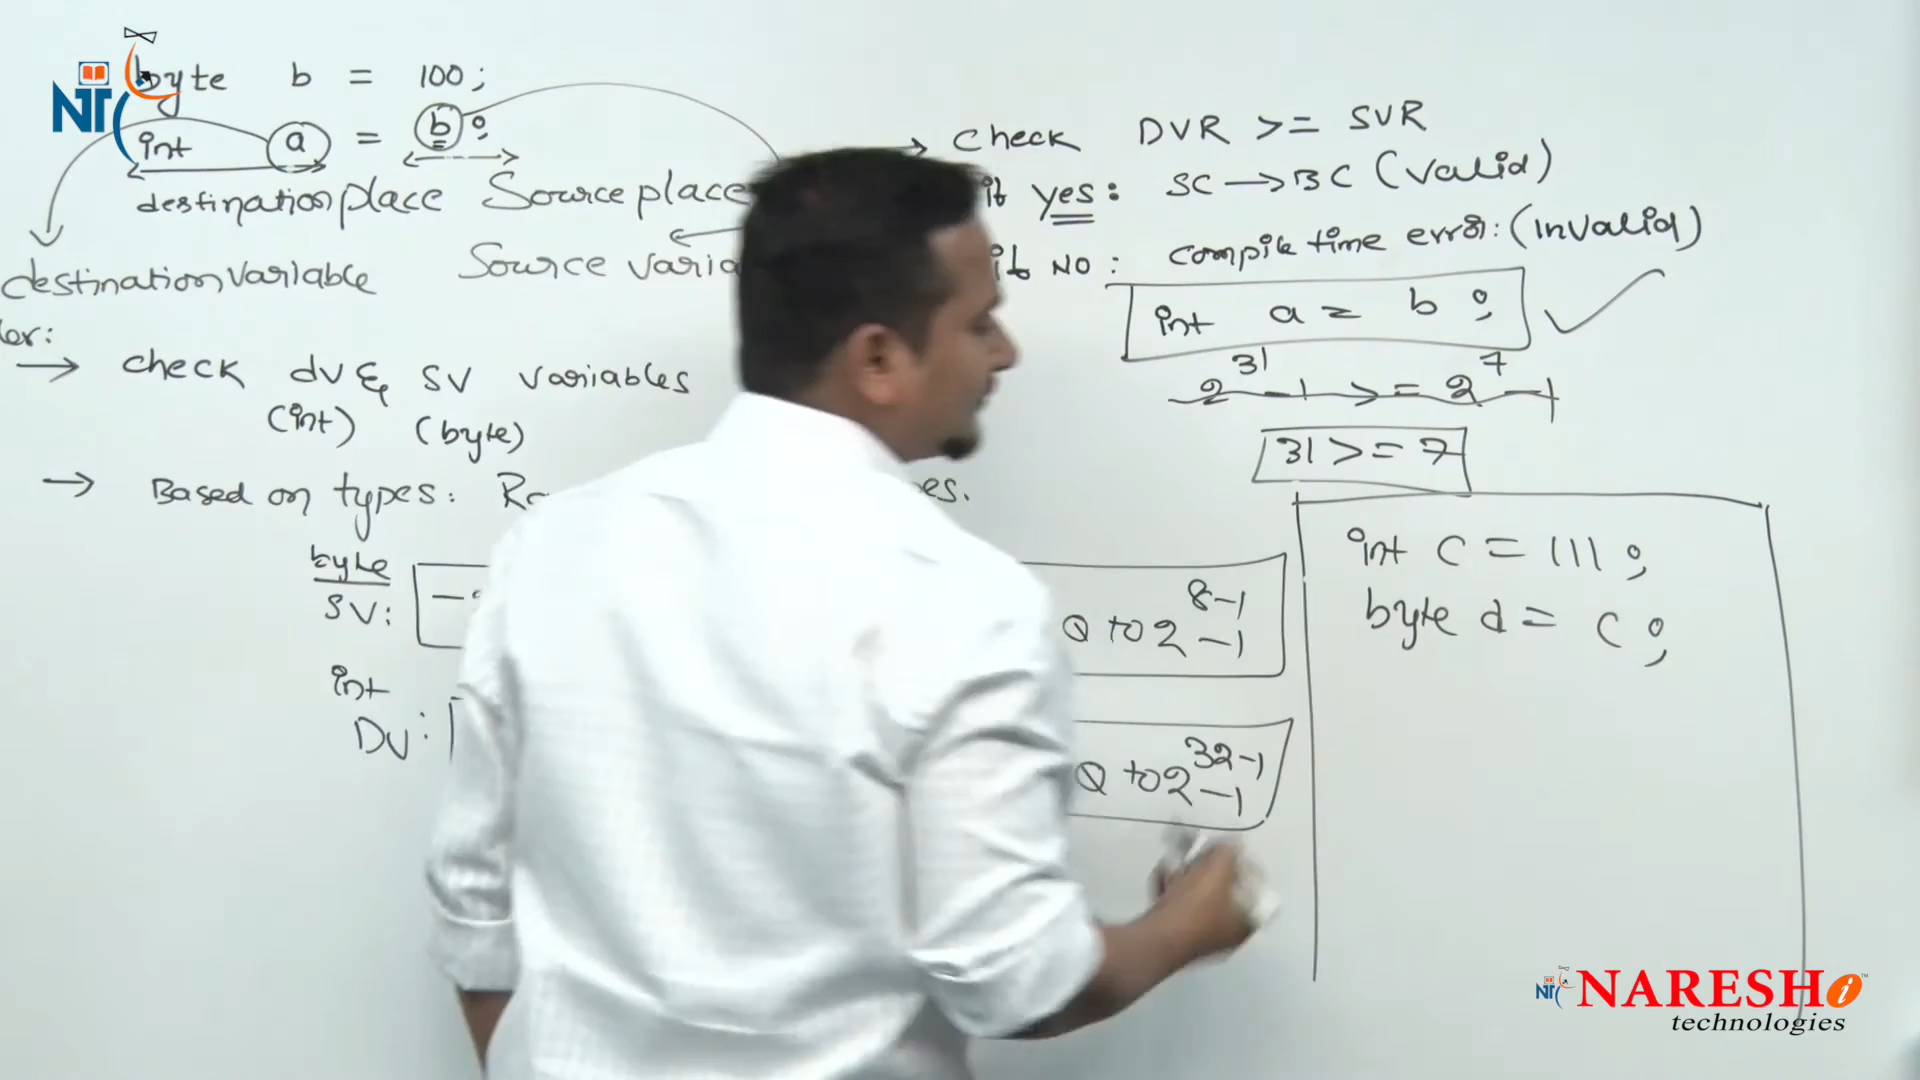 byte b = 100;
int a = b;
destination place Source place
destination variable Source varia
ler:
→ check dv & SV variables
(int) (byte)
→ Based on types: es.
byte
SV: 0 to 2^8-1 -1
int
DV: 0 to 2^32-1 -1
→ check DVR >= SVR
if yes: SC → BC (valid)
if NO: compile time error: (invalid)
int a = b;
2^31 -1 >= 2^7 -1
31 >= 7
int c = 111;
byte d = c;
NT
NARESH i
technologies